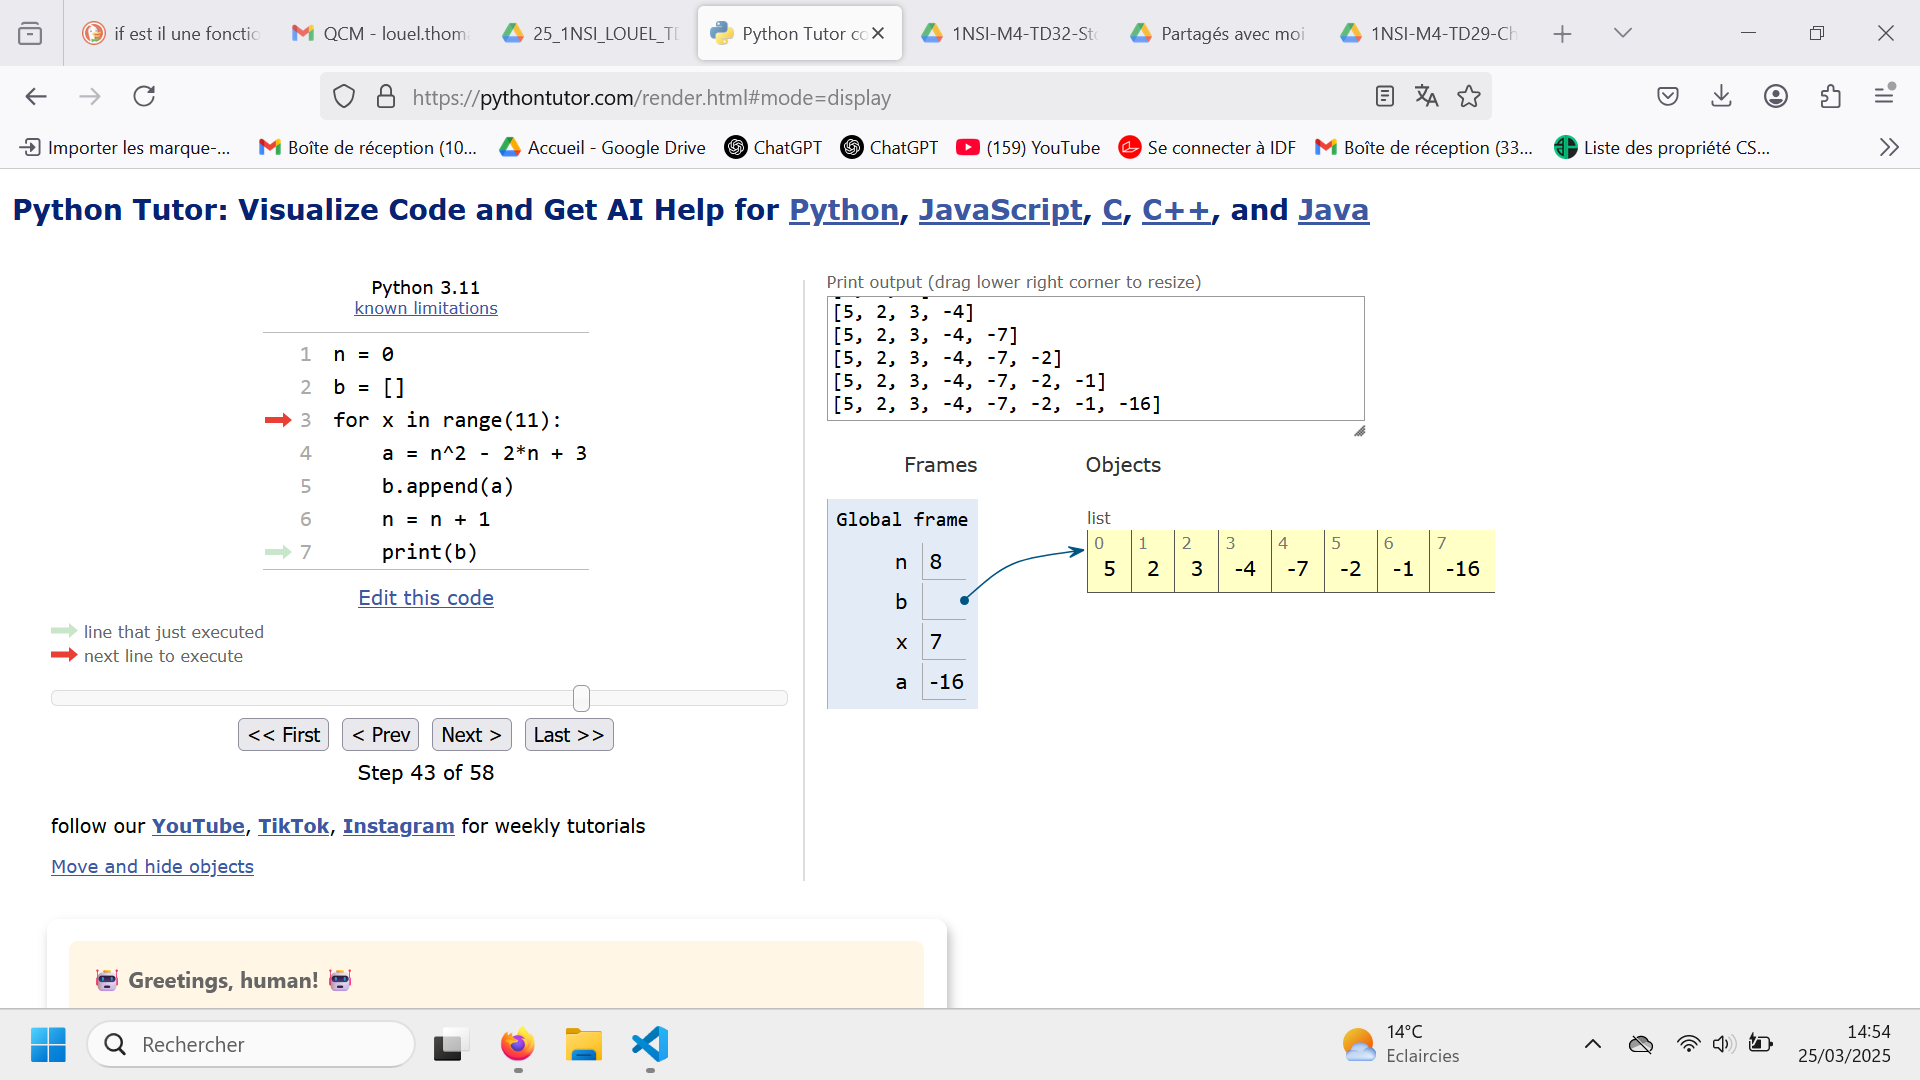 if est il une fonctio
QCM - louel.thom
25_1NSI_LOUEL_T
Python Tutor co
1NSI-M4-TD32-St
Partagés avec moi
1NSI-M4-TD29-Ch
https://pythontutor.com/render.html#mode=display
Importer les marque-...
Boîte de réception (10...
Accueil - Google Drive
ChatGPT
ChatGPT
(159) YouTube
Se connecter à IDF
Boîte de réception (33...
Liste des propriété CS...
Python Tutor: Visualize Code and Get AI Help for Python, JavaScript, C, C++, and Java
Python 3.11
known limitations
1 n = 0
2 b = []
3 for x in range(11):
4 a = n^2 - 2*n + 3
5 b.append(a)
6 n = n + 1
7 print(b)
Edit this code
line that just executed
next line to execute
<< First < Prev Next > Last >>
Step 43 of 58
follow our YouTube, TikTok, Instagram for weekly tutorials
Move and hide objects
Greetings, human!
Print output (drag lower right corner to resize)
[5, 2, 3, -4]
[5, 2, 3, -4, -7]
[5, 2, 3, -4, -7, -2]
[5, 2, 3, -4, -7, -2, -1]
[5, 2, 3, -4, -7, -2, -1, -16]
Frames Objects
Global frame
n 8
b
x 7
a -16
list
0 1 2 3 4 5 6 7
5 2 3 -4 -7 -2 -1 -16
Rechercher
14°C
Eclaircies
14:54
25/03/2025